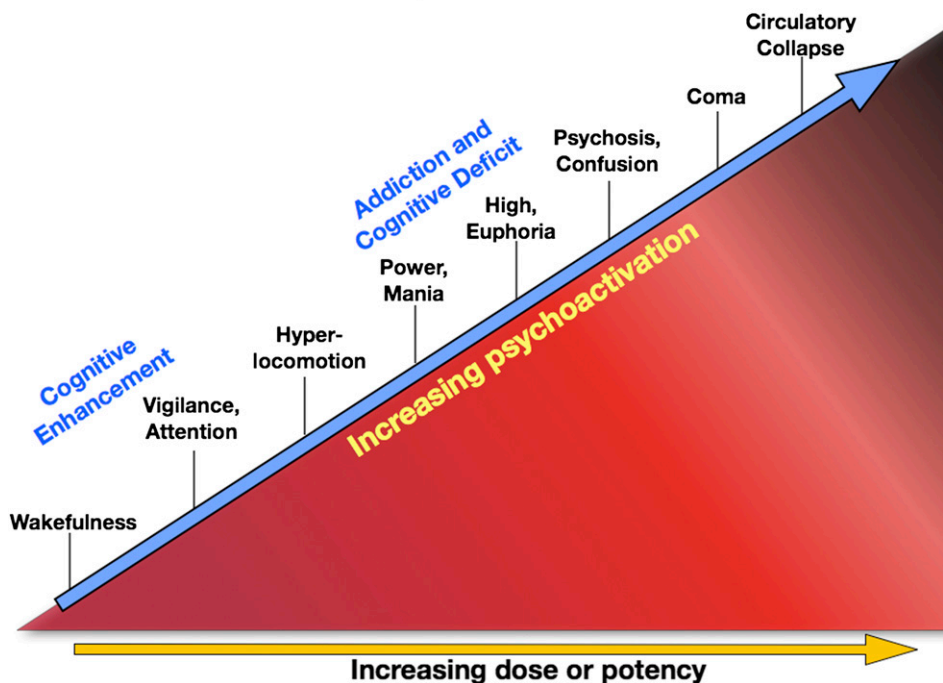 Circulatory
Collapse
Coma
Psychosis,
Confusion
Addiction and
Cognitive Deficit
High,
Euphoria
Power,
Mania
Hyper-
locomotion
Cognitive
Enhancement
Vigilance,
Attention
Wakefulness
Increasing psychoactivation
Increasing dose or potency